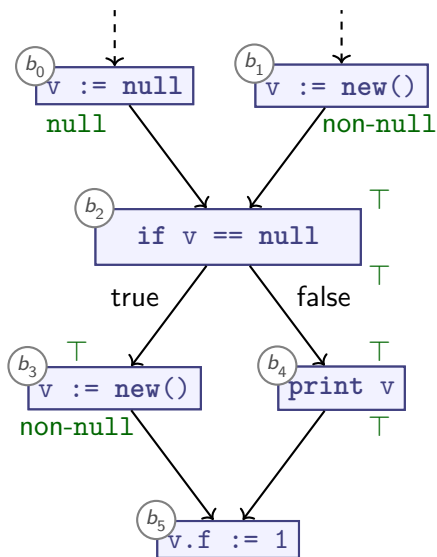 b0
v := null
b1
v := new()
null
non-null
b2
⊤
if v == null
⊤
true
false
⊤
⊤
b3
v := new()
b4
print v
non-null
⊤
b5
v.f := 1